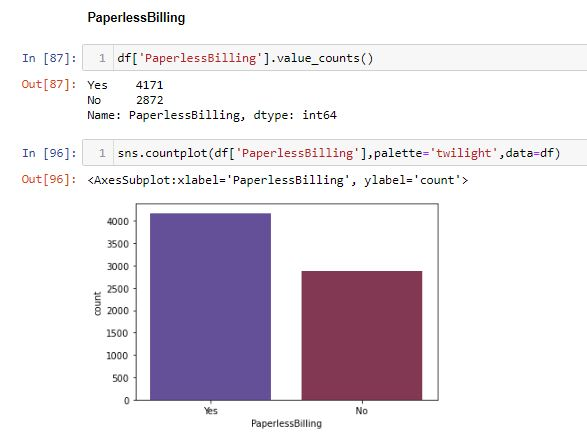 PaperlessBilling
In [87]: 1 df['PaperlessBilling'].value_counts()
Out[87]: Yes    4171
No     2872
Name: PaperlessBilling, dtype: int64
In [96]: 1 sns.countplot(df['PaperlessBilling'],palette='twilight',data=df)
Out[96]: <AxesSubplot:xlabel='PaperlessBilling', ylabel='count'>
4000
3500
3000
2500
2000
1500
1000
500
0
count
Yes No
PaperlessBilling